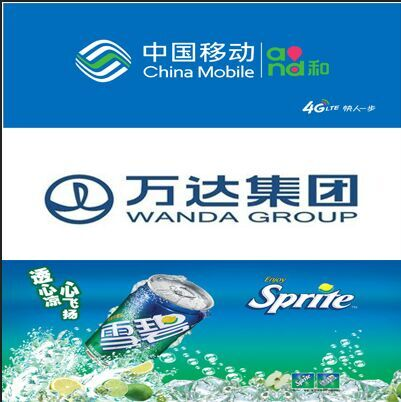 中国移动
China Mobile
and和
4G LTE 快人一步
万达集团
WANDA GROUP
透心凉
心飞扬
雪碧
Enjoy
Sprite